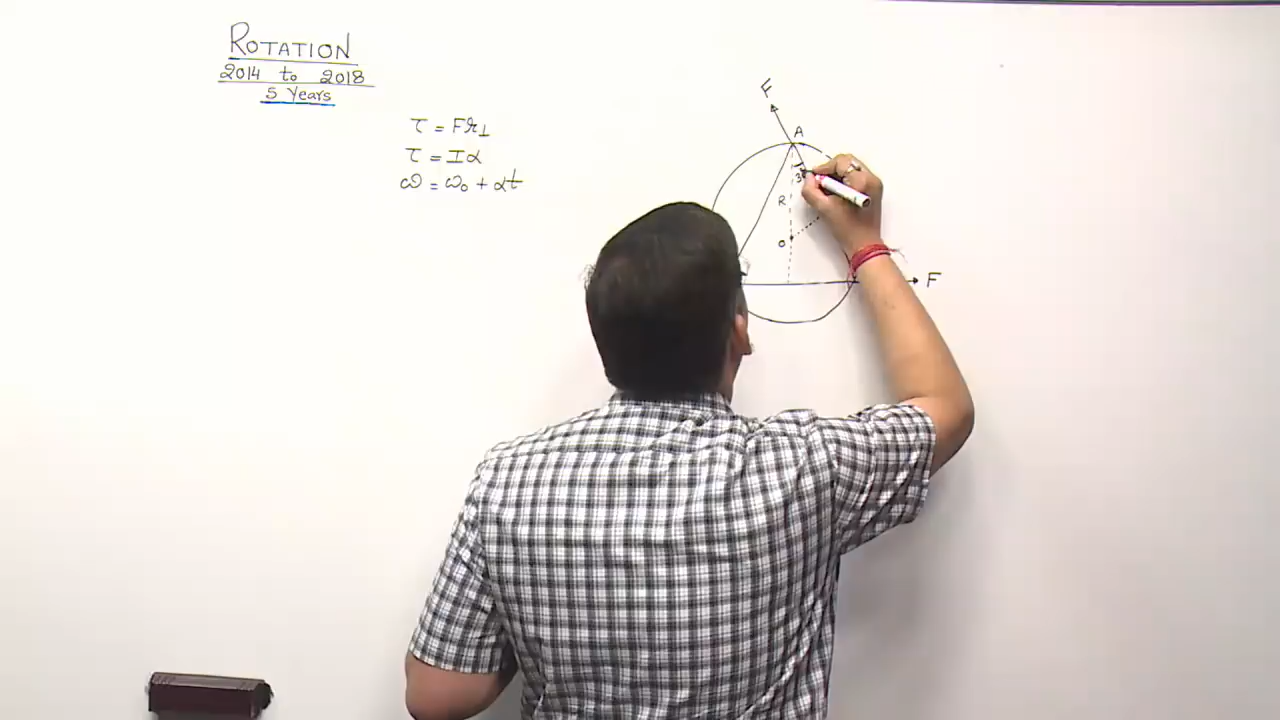 ROTATION
2014 to 2018
5 Years
τ = Fr⊥
τ = Iα
ω = ω₀ + αt
F
A
R
O
F